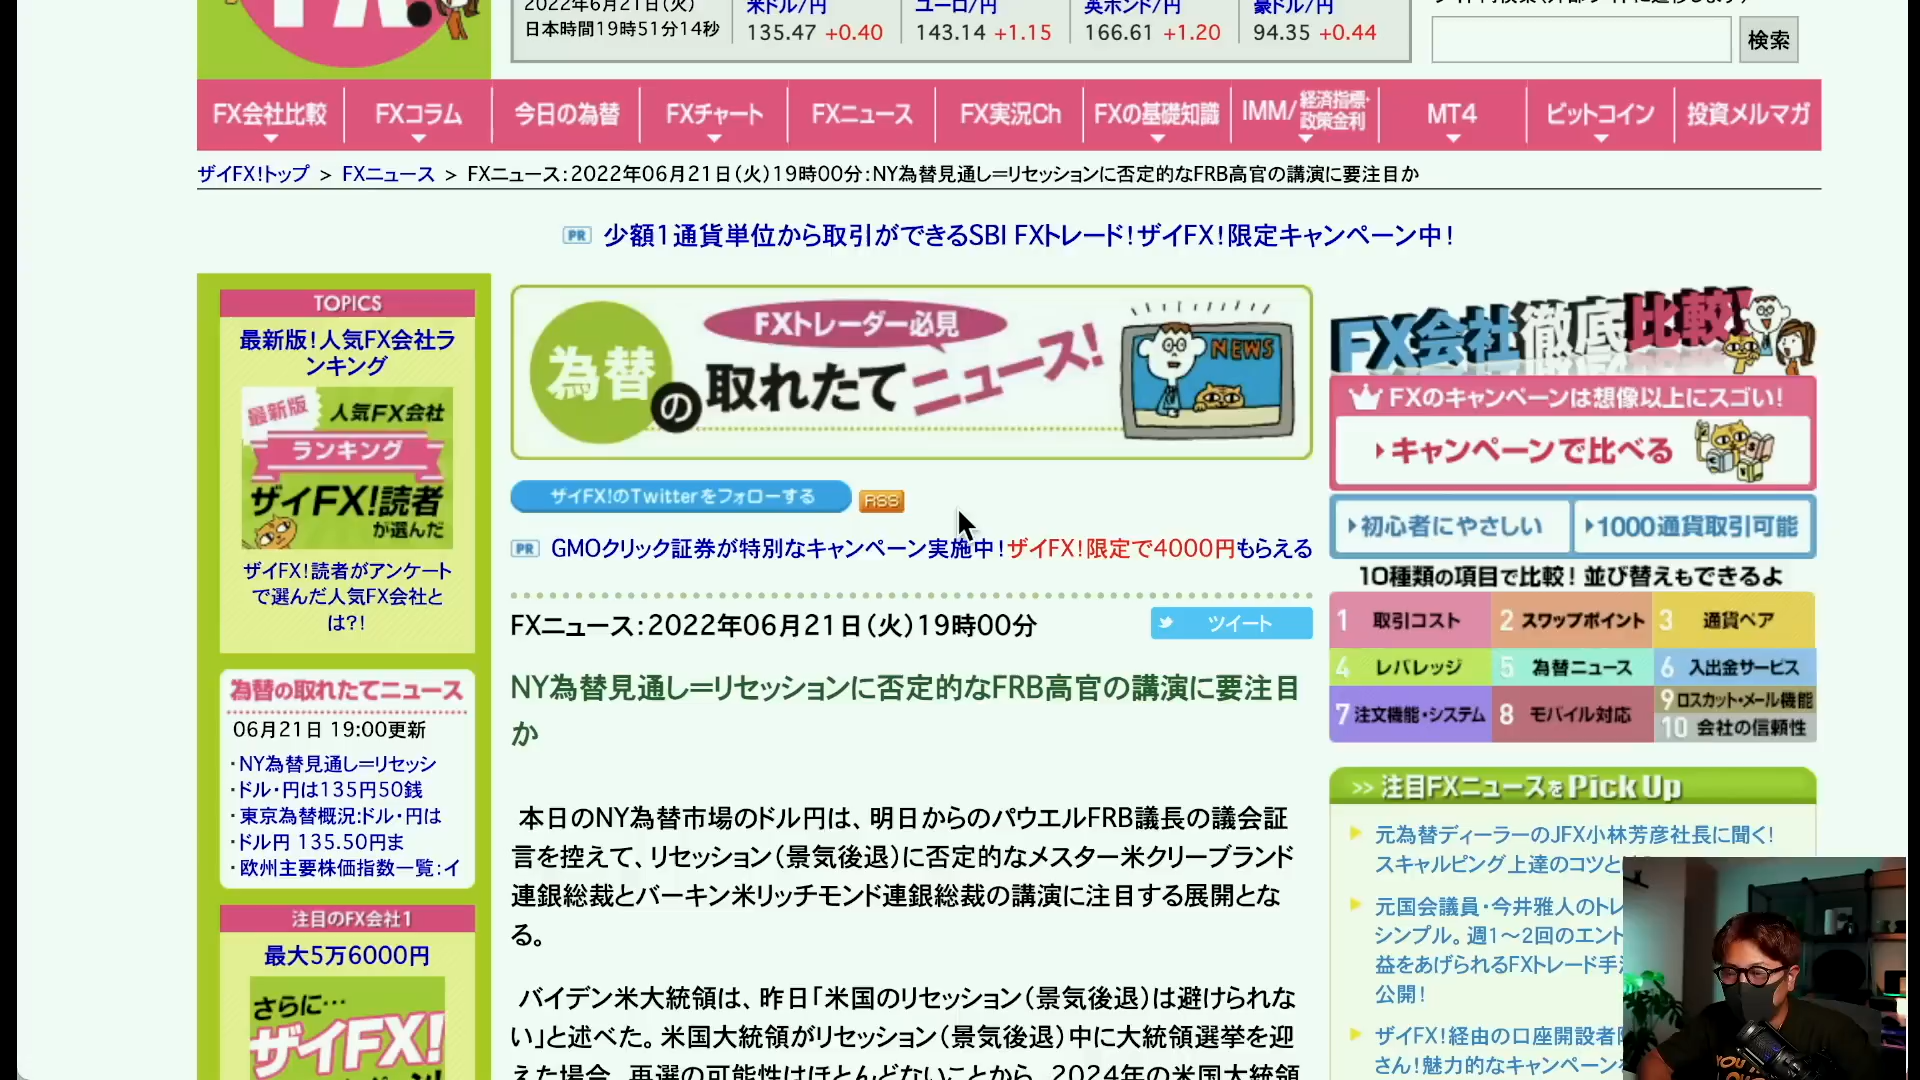 2022年6月21日(火)
日本時間19時51分14秒
米ドル/円
135.47 +0.40
ユーロ/円
143.14 +1.15
英ポンド/円
166.61 +1.20
豪ドル/円
94.35 +0.44
検索
FX会社比較
FXコラム
今日の為替
FXチャート
FXニュース
FX実況Ch
FXの基礎知識
IMM/経済指標・政策金利
MT4
ビットコイン
投資メルマガ
ザイFX!トップ > FXニュース > FXニュース:2022年06月21日(火)19時00分:NY為替見通し=リセッションに否定的なFRB高官の講演に要注目か
PR 少額1通貨単位から取引ができるSBI FXトレード!ザイFX!限定キャンペーン中!
TOPICS
最新版!人気FX会社ラ
ンキング
最新版 人気FX会社
ランキング
ザイFX!読者
が選んだ
ザイFX!読者がアンケート
で選んだ人気FX会社と
は?!
為替の取れたてニュース
06月21日 19:00更新
・NY為替見通し=リセッシ
・ドル・円は135円50銭
・東京為替概況:ドル・円は
・ドル円 135.50円ま
・欧州主要株価指数一覧:イ
注目のFX会社1
最大5万6000円
さらに…
ザイFX!
FXトレーダー必見
為替の取れたてニュース!
NEWS
ザイFX!のTwitterをフォローする
RSS
PR GMOクリック証券が特別なキャンペーン実施中!ザイFX!限定で4000円もらえる
FXニュース:2022年06月21日(火)19時00分
ツイート
NY為替見通し=リセッションに否定的なFRB高官の講演に要注目
か
本日のNY為替市場のドル円は、明日からのパウエルFRB議長の議会証
言を控えて、リセッション(景気後退)に否定的なメスター米クリーブランド
連銀総裁とバーキン米リッチモンド連銀総裁の講演に注目する展開とな
る。
バイデン米大統領は、昨日「米国のリセッション(景気後退)は避けられな
い」と述べた。米国大統領がリセッション(景気後退)中に大統領選挙を迎
えた場合、再選の可能性はほとんどないことから、2024年の米国大統領
FX会社徹底比較!
FXのキャンペーンは想像以上にスゴい!
キャンペーンで比べる
初心者にやさしい
1000通貨取引可能
10種類の項目で比較!並び替えもできるよ
1 取引コスト
2 スワップポイント
3 通貨ペア
4 レバレッジ
5 為替ニュース
6 入出金サービス
7 注文機能・システム
8 モバイル対応
9 ロスカット・メール機能
10 会社の信頼性
>> 注目FXニュースをPick Up
元為替ディーラーのJFX小林芳彦社長に聞く!
スキャルピング上達のコツと
元国会議員・今井雅人のトレ
シンプル。週1～2回のエント
益をあげられるFXトレード手
公開!
ザイFX!経由の口座開設者
さん!魅力的なキャンペーン
YOU